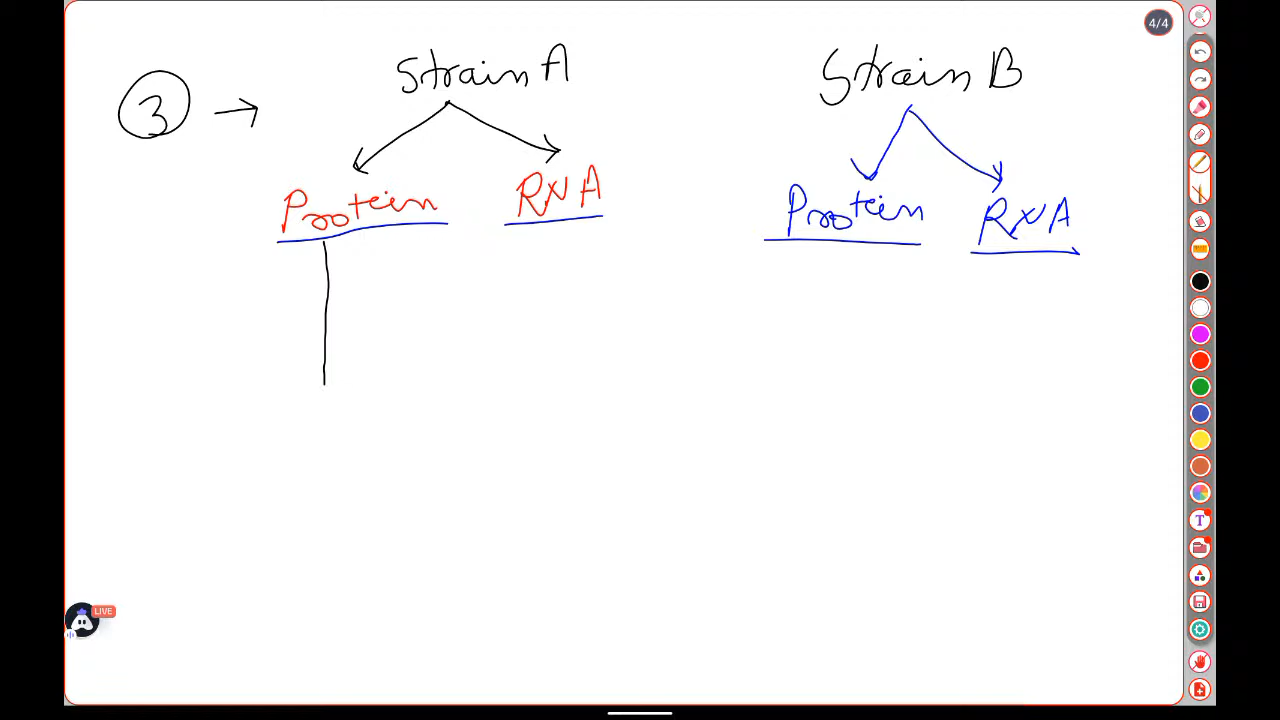 4/4
3 → Strain A Strain B
Protein RNA Protein RNA
LIVE
T